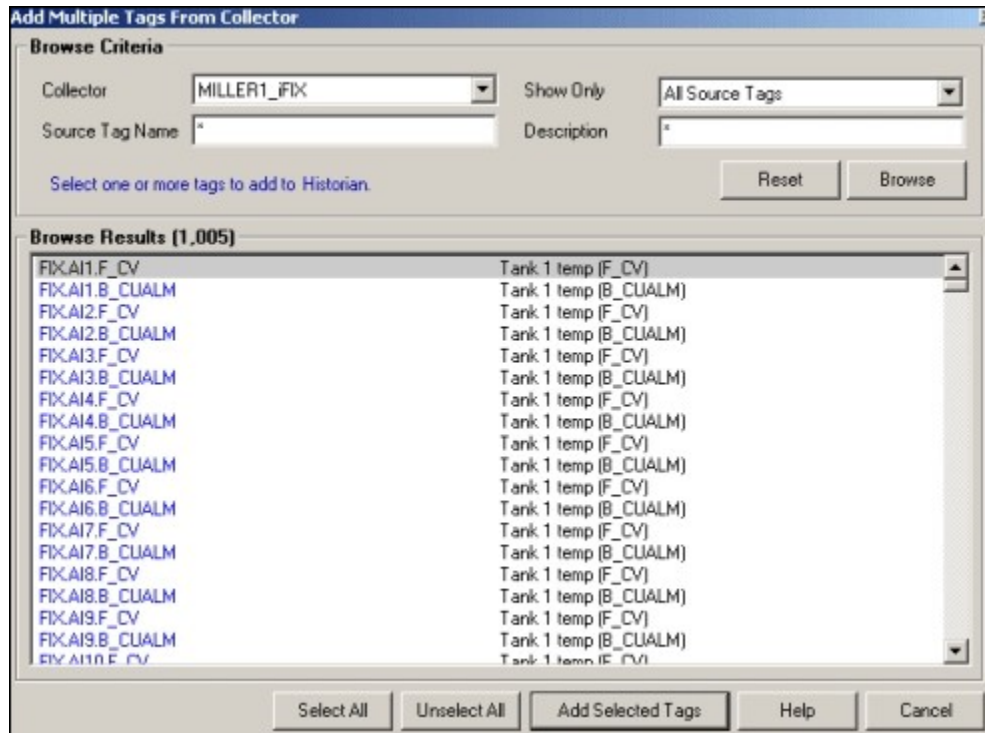 Add Multiple Tags From Collector
Browse Criteria
Collector MILLER1_iFIX Show Only All Source Tags
Source Tag Name * Description *
Select one or more tags to add to Historian. Reset Browse
Browse Results (1,005)
FIX.AI1.F_CV Tank 1 temp (F_CV)
FIX.AI1.B_CUALM Tank 1 temp (B_CUALM)
FIX.AI2.F_CV Tank 1 temp (F_CV)
FIX.AI2.B_CUALM Tank 1 temp (B_CUALM)
FIX.AI3.F_CV Tank 1 temp (F_CV)
FIX.AI3.B_CUALM Tank 1 temp (B_CUALM)
FIX.AI4.F_CV Tank 1 temp (F_CV)
FIX.AI4.B_CUALM Tank 1 temp (B_CUALM)
FIX.AI5.F_CV Tank 1 temp (F_CV)
FIX.AI5.B_CUALM Tank 1 temp (B_CUALM)
FIX.AI6.F_CV Tank 1 temp (F_CV)
FIX.AI6.B_CUALM Tank 1 temp (B_CUALM)
FIX.AI7.F_CV Tank 1 temp (F_CV)
FIX.AI7.B_CUALM Tank 1 temp (B_CUALM)
FIX.AI8.F_CV Tank 1 temp (F_CV)
FIX.AI8.B_CUALM Tank 1 temp (B_CUALM)
FIX.AI9.F_CV Tank 1 temp (F_CV)
FIX.AI9.B_CUALM Tank 1 temp (B_CUALM)
FIX.AI10.F_CV Tank 1 temp (F_CV)
Select All Unselect All Add Selected Tags Help Cancel